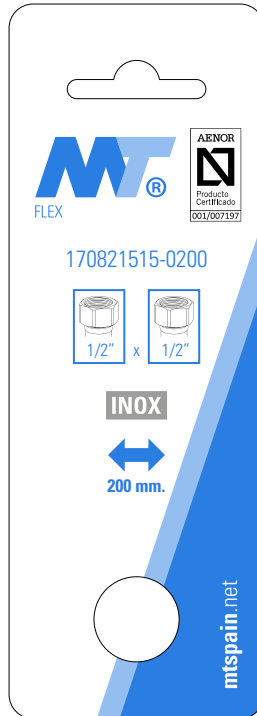 MT®
FLEX
AENOR
N
Producto
Certificado
001/007197
170821515-0200
1/2” x 1/2”
INOX
200 mm.
mtspain.net